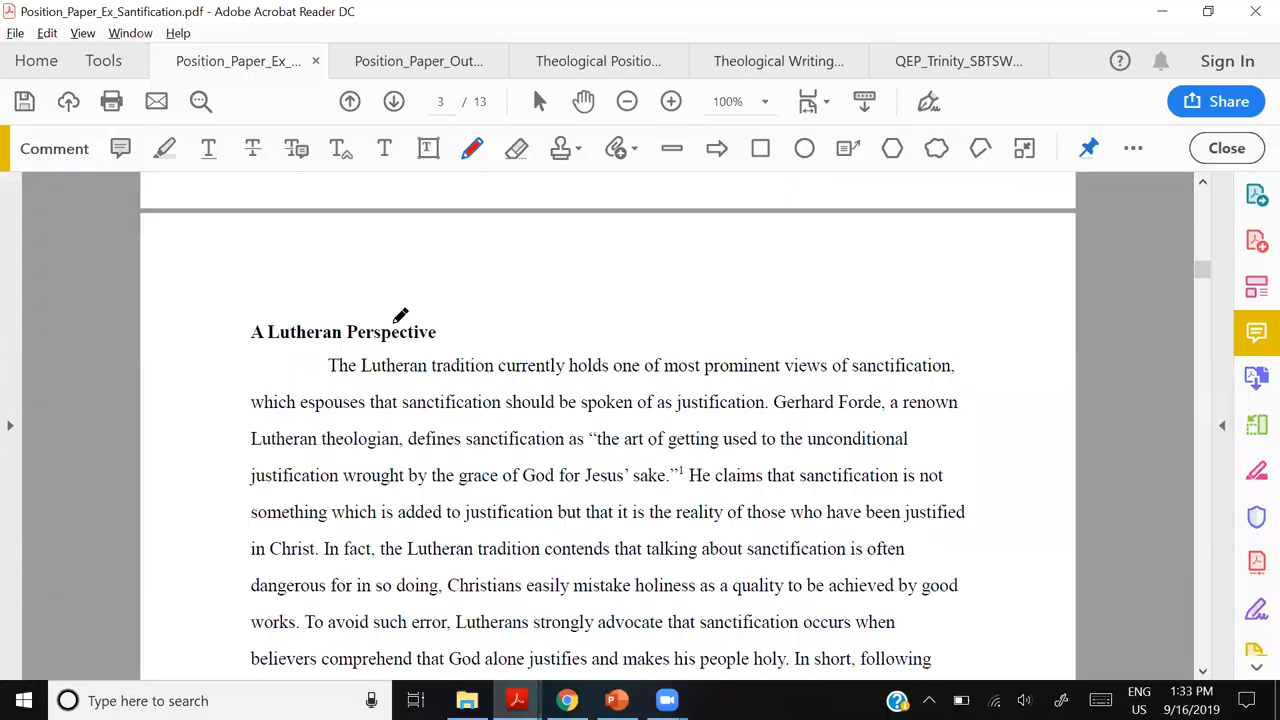 Position_Paper_Ex_Santification.pdf - Adobe Acrobat Reader DC
File Edit View Window Help
Home Tools Position_Paper_Ex_... × Position_Paper_Out... Theological Positio... Theological Writing... QEP_Trinity_SBTSW... Sign In
3 / 13 100% Share
Comment Close
A Lutheran Perspective
The Lutheran tradition currently holds one of most prominent views of sanctification,
which espouses that sanctification should be spoken of as justification. Gerhard Forde, a renown
Lutheran theologian, defines sanctification as “the art of getting used to the unconditional
justification wrought by the grace of God for Jesus’ sake.”1 He claims that sanctification is not
something which is added to justification but that it is the reality of those who have been justified
in Christ. In fact, the Lutheran tradition contends that talking about sanctification is often
dangerous for in so doing, Christians easily mistake holiness as a quality to be achieved by good
works. To avoid such error, Lutherans strongly advocate that sanctification occurs when
believers comprehend that God alone justifies and makes his people holy. In short, following
Type here to search
ENG 1:33 PM
US 9/16/2019